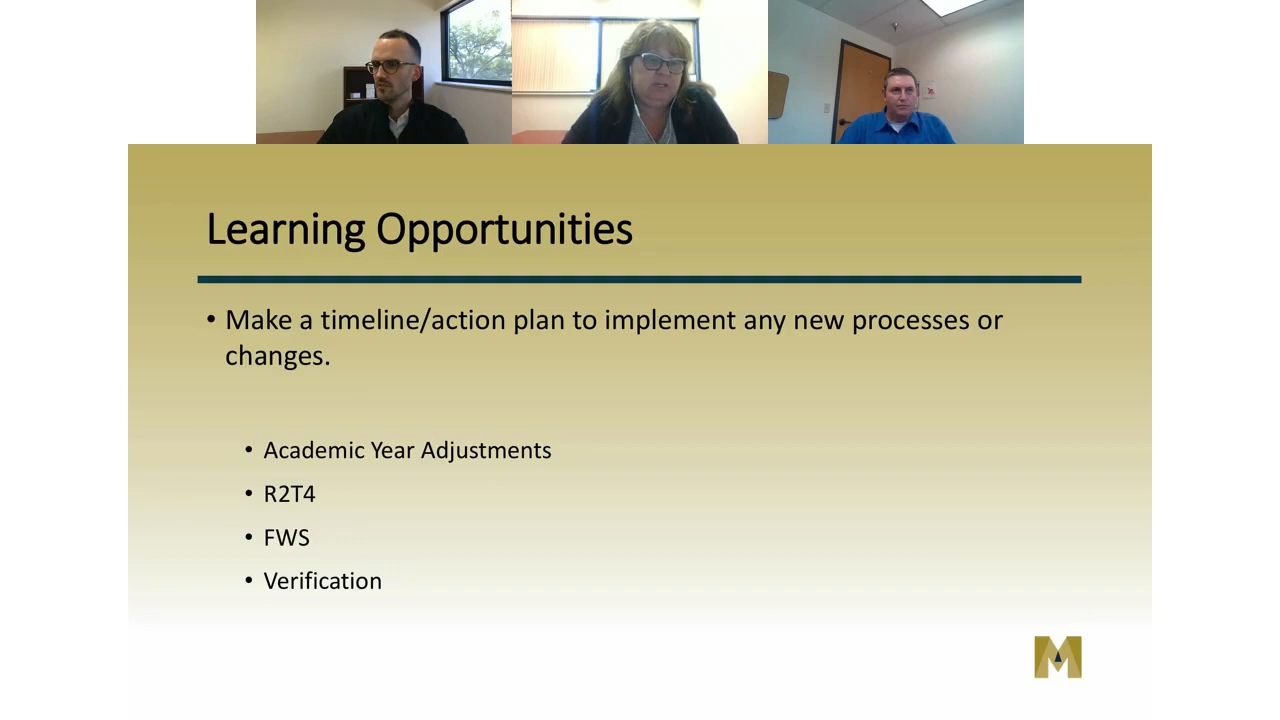 Learning Opportunities
• Make a timeline/action plan to implement any new processes or
changes.
• Academic Year Adjustments
• R2T4
• FWS
• Verification
M